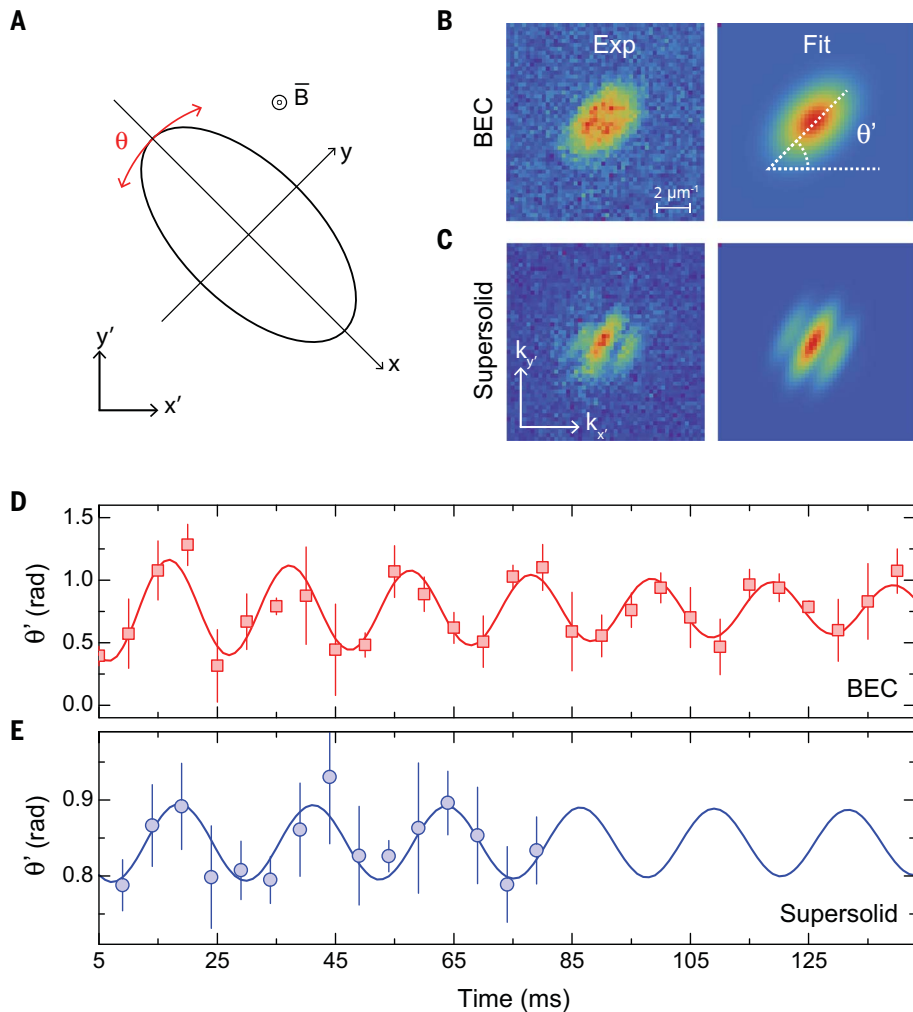 A
θ
B̅
y
x
y′
x′
B
Exp
Fit
BEC
2 µm⁻¹
θ’
C
Supersolid
k_y′
k_x′
D
1.5
1.0
0.5
0.0
θ’ (rad)
BEC
E
0.9
0.8
θ’ (rad)
Supersolid
5 25 45 65 85 105 125
Time (ms)